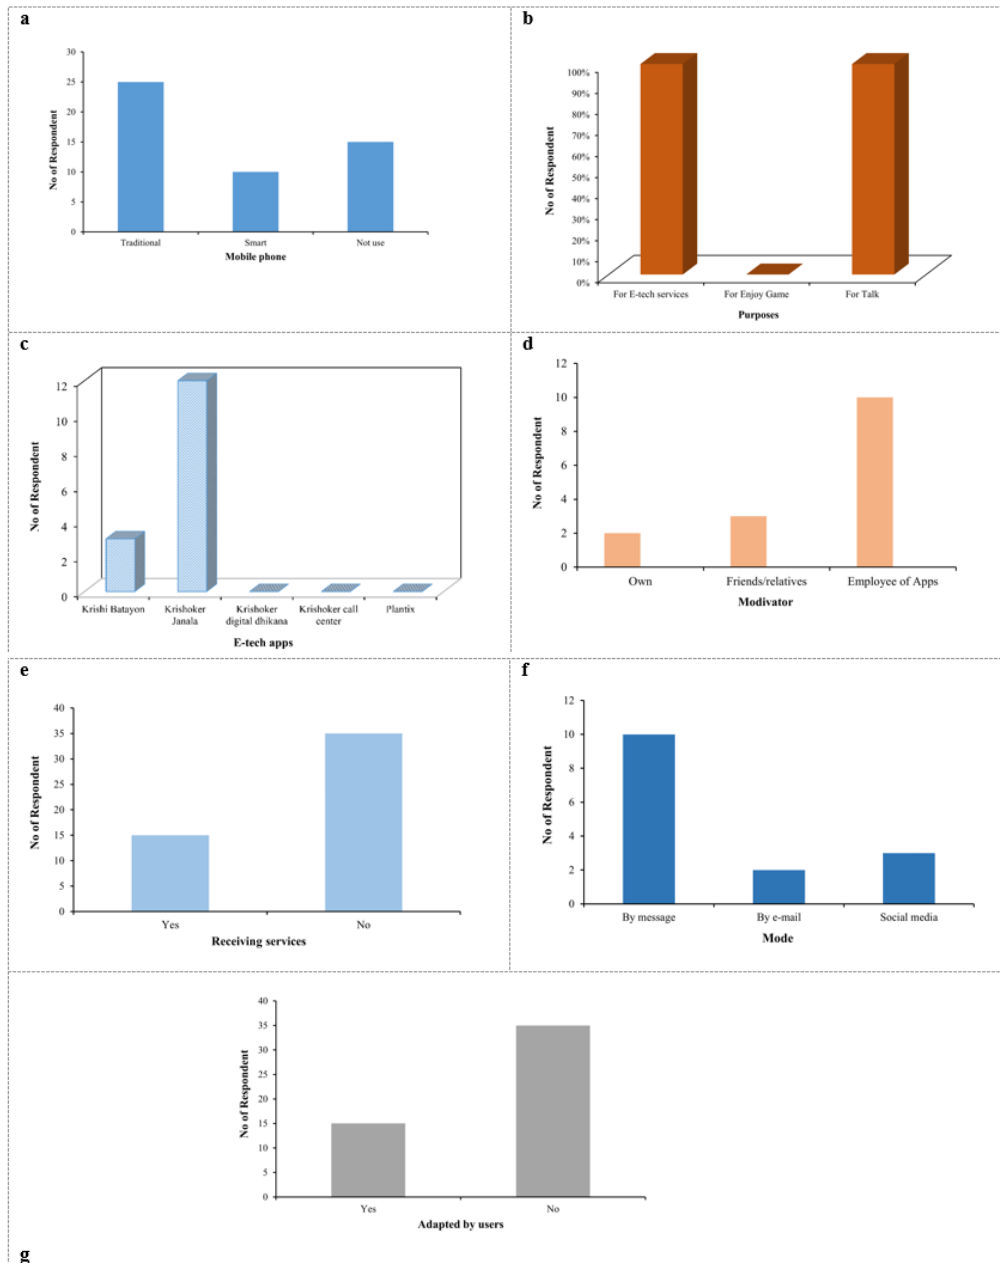 a
30
25
20
15
10
5
0
No of Respondent
Traditional Smart Not use
Mobile phone
b
100%
90%
80%
70%
60%
50%
40%
30%
20%
10%
0%
No of Respondent
For E-tech services For Enjoy Game For Talk
Purposes
c
12
10
8
6
4
2
0
No of Respondent
Krishi Batayon Krishoker Krishoker Krishoker call Plantix
Janala digital dhikana center
E-tech apps
d
12
10
8
6
4
2
0
No of Respondent
Own Friends/relatives Employee of Apps
Modivator
e
40
35
30
25
20
15
10
5
0
No of Respondent
Yes No
Receiving services
f
12
10
8
6
4
2
0
No of Respondent
By message By e-mail Social media
Mode
40
35
30
25
20
15
10
5
0
No of Respondent
Yes No
Adapted by users
g